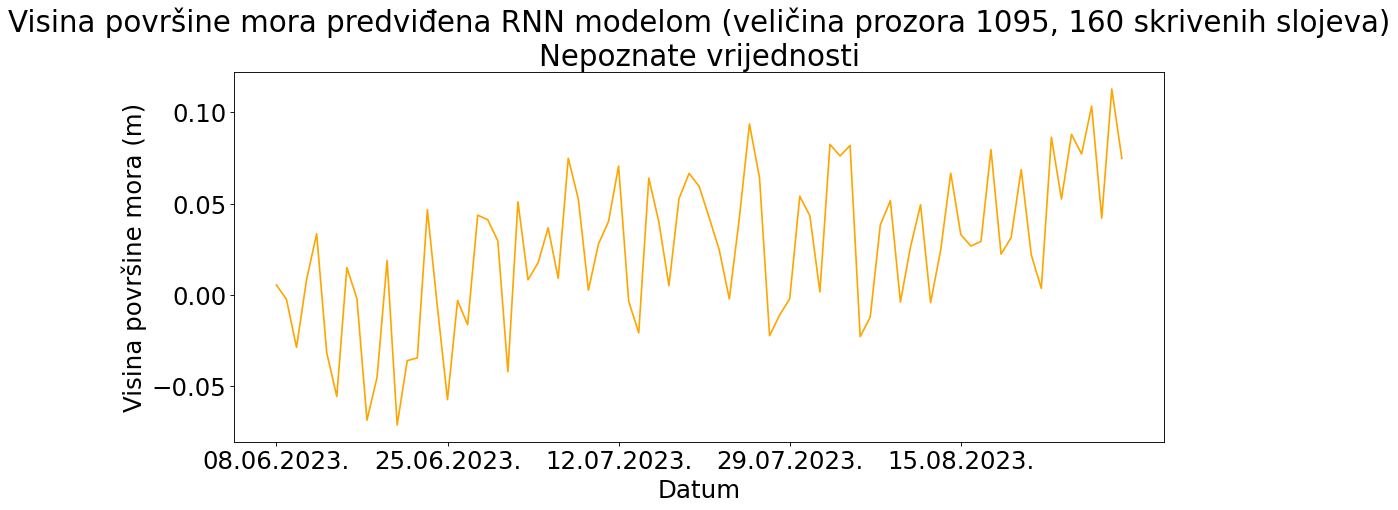 Visina površine mora predviđena RNN modelom (veličina prozora 1095, 160 skrivenih slojeva)
Nepoznate vrijednosti
Visina površine mora (m)
0.10
0.05
0.00
−0.05
08.06.2023.
25.06.2023.
12.07.2023.
29.07.2023.
15.08.2023.
Datum